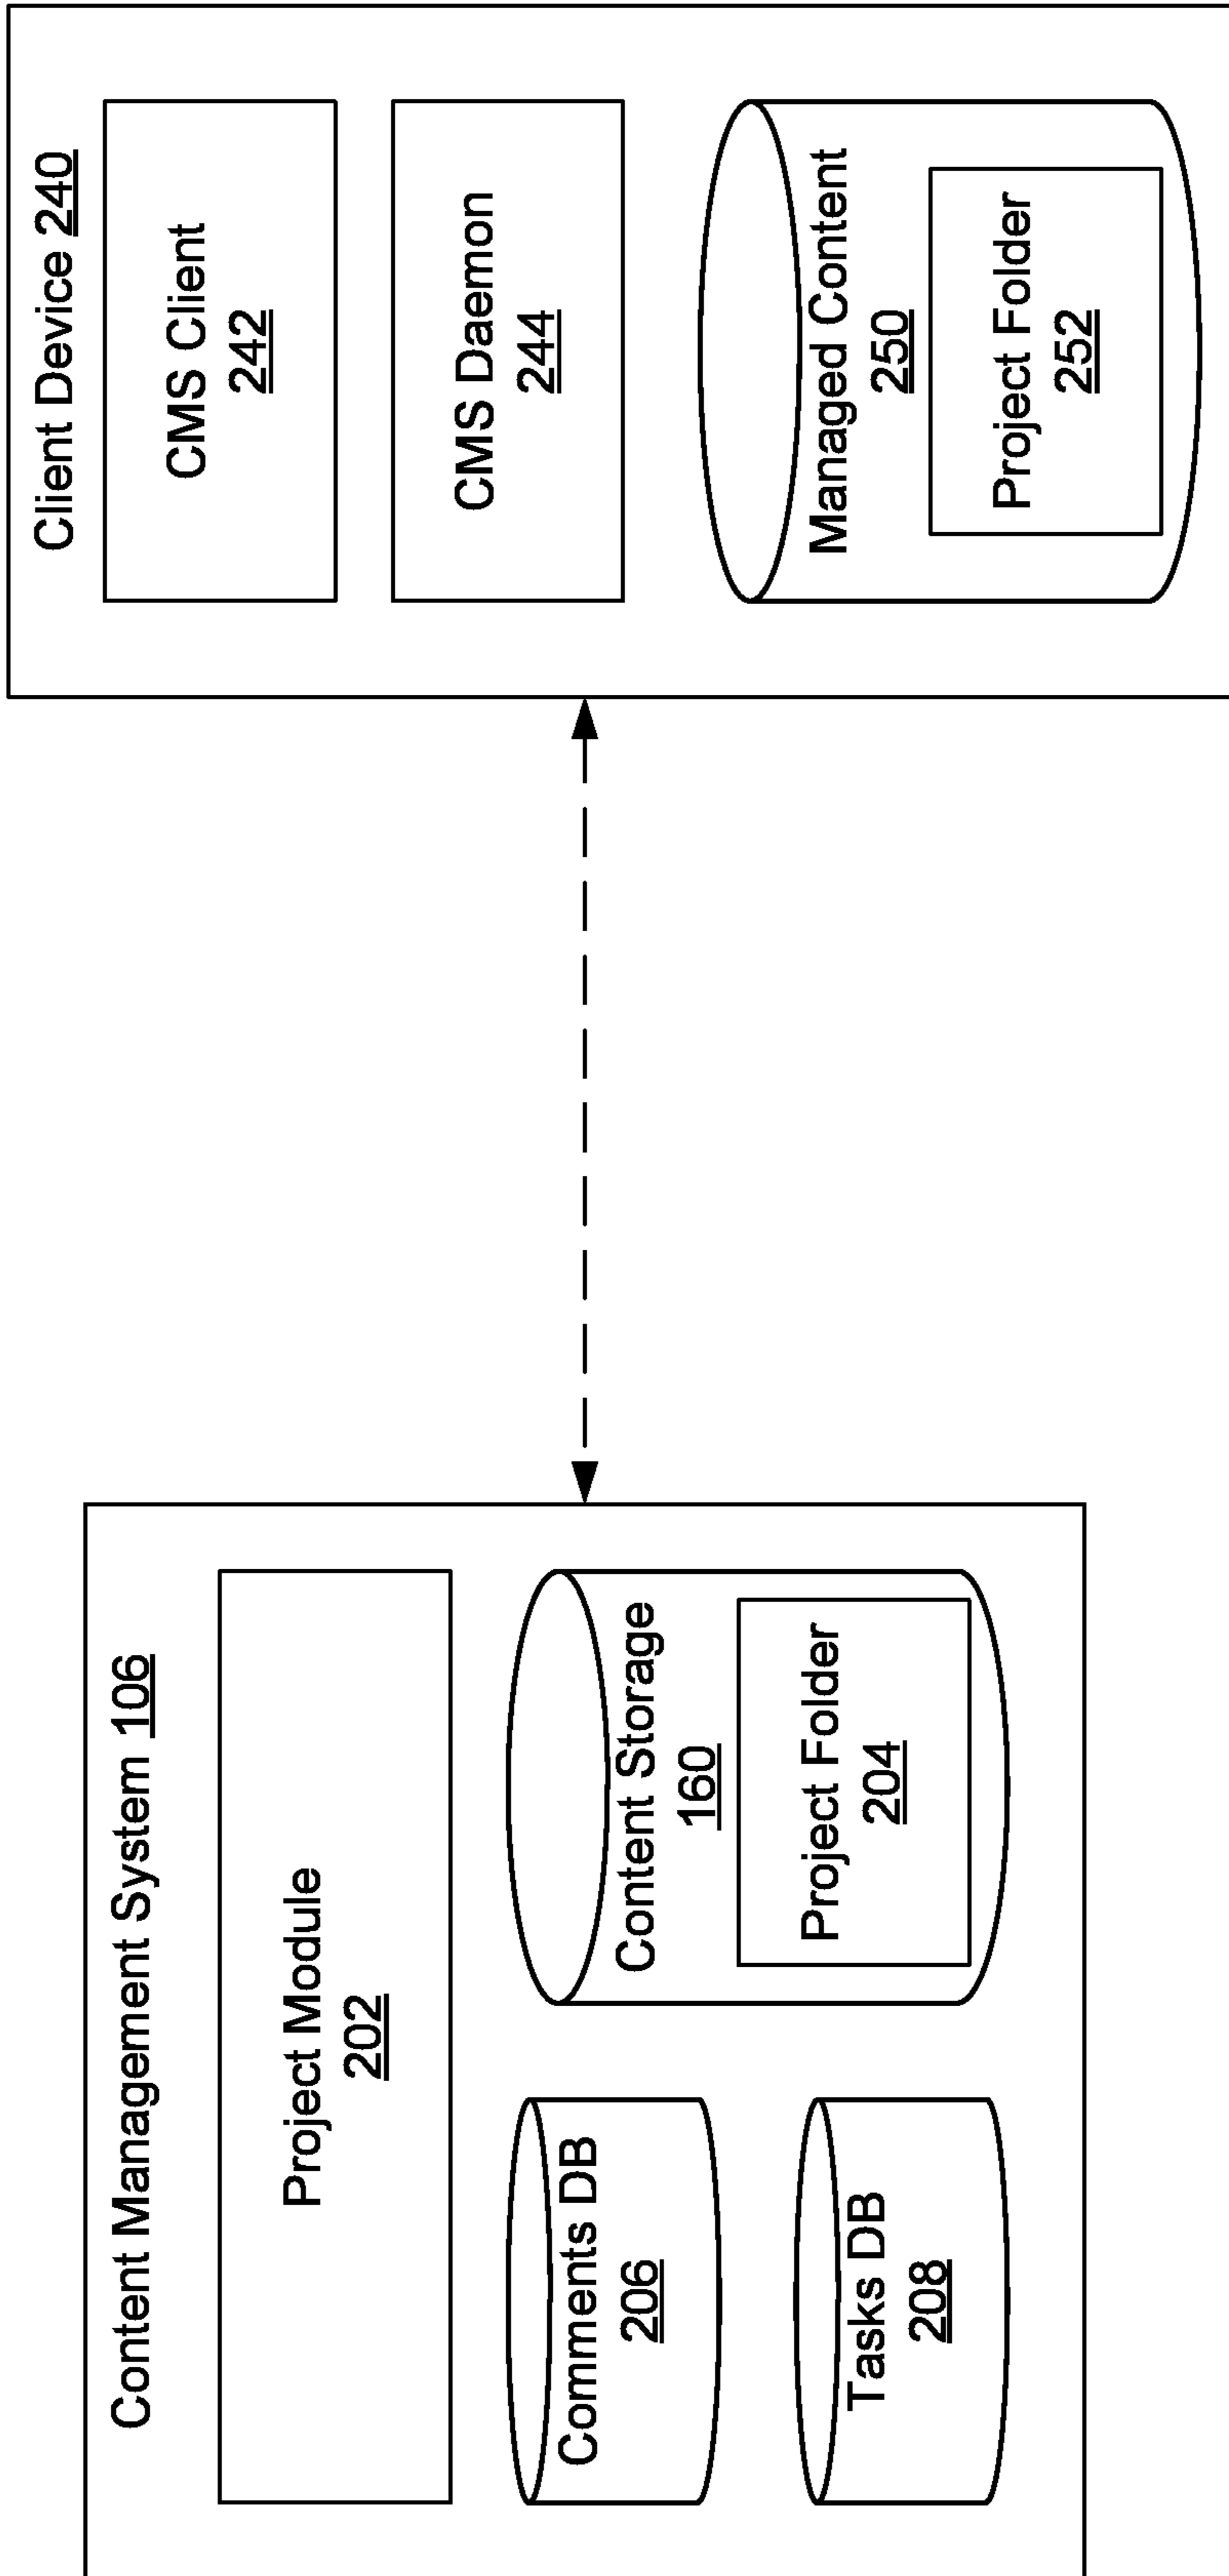 Content Management System 106
Project Module
202
Comments DB
206
Tasks DB
208
Content Storage
160
Project Folder
204
Client Device 240
CMS Client
242
CMS Daemon
244
Managed Content
250
Project Folder
252